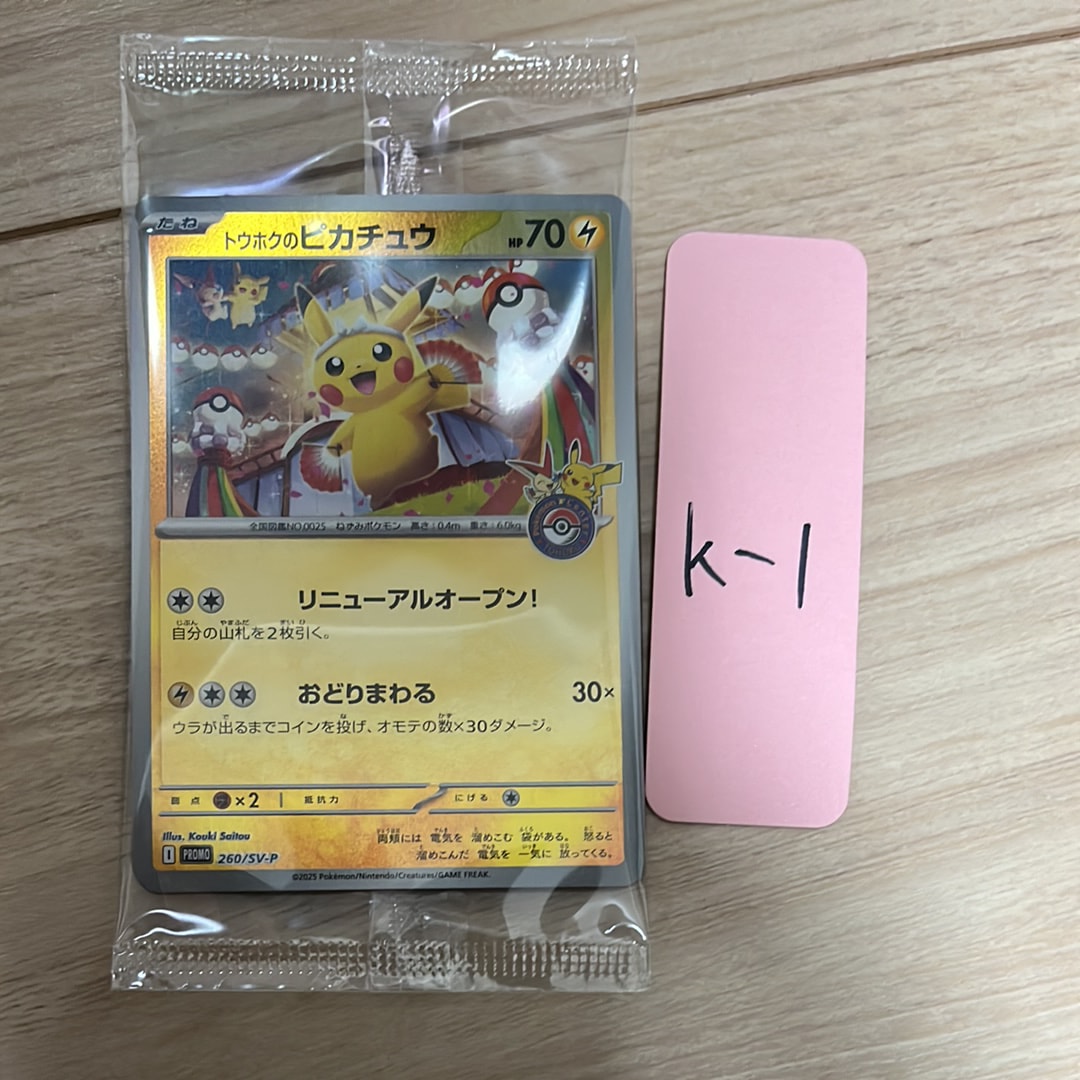 たね
トウホクのピカチュウ HP 70
全国図鑑NO.0025 ねずみポケモン 高さ:0.4m 重さ:6.0kg
リニューアルオープン!
自分の山札を2枚引く。
おどりまわる 30×
ウラが出るまでコインを投げ、オモテの数×30ダメージ。
弱点 ×2 抵抗力 にげる
Illus. Kouki Saitou
両頬には 電気を 溜めこむ 袋がある。 怒ると
溜めこんだ 電気を 一気に 放ってくる。
I PROMO 260/SV-P
©2025 Pokémon/Nintendo/Creatures/GAME FREAK.
K-1